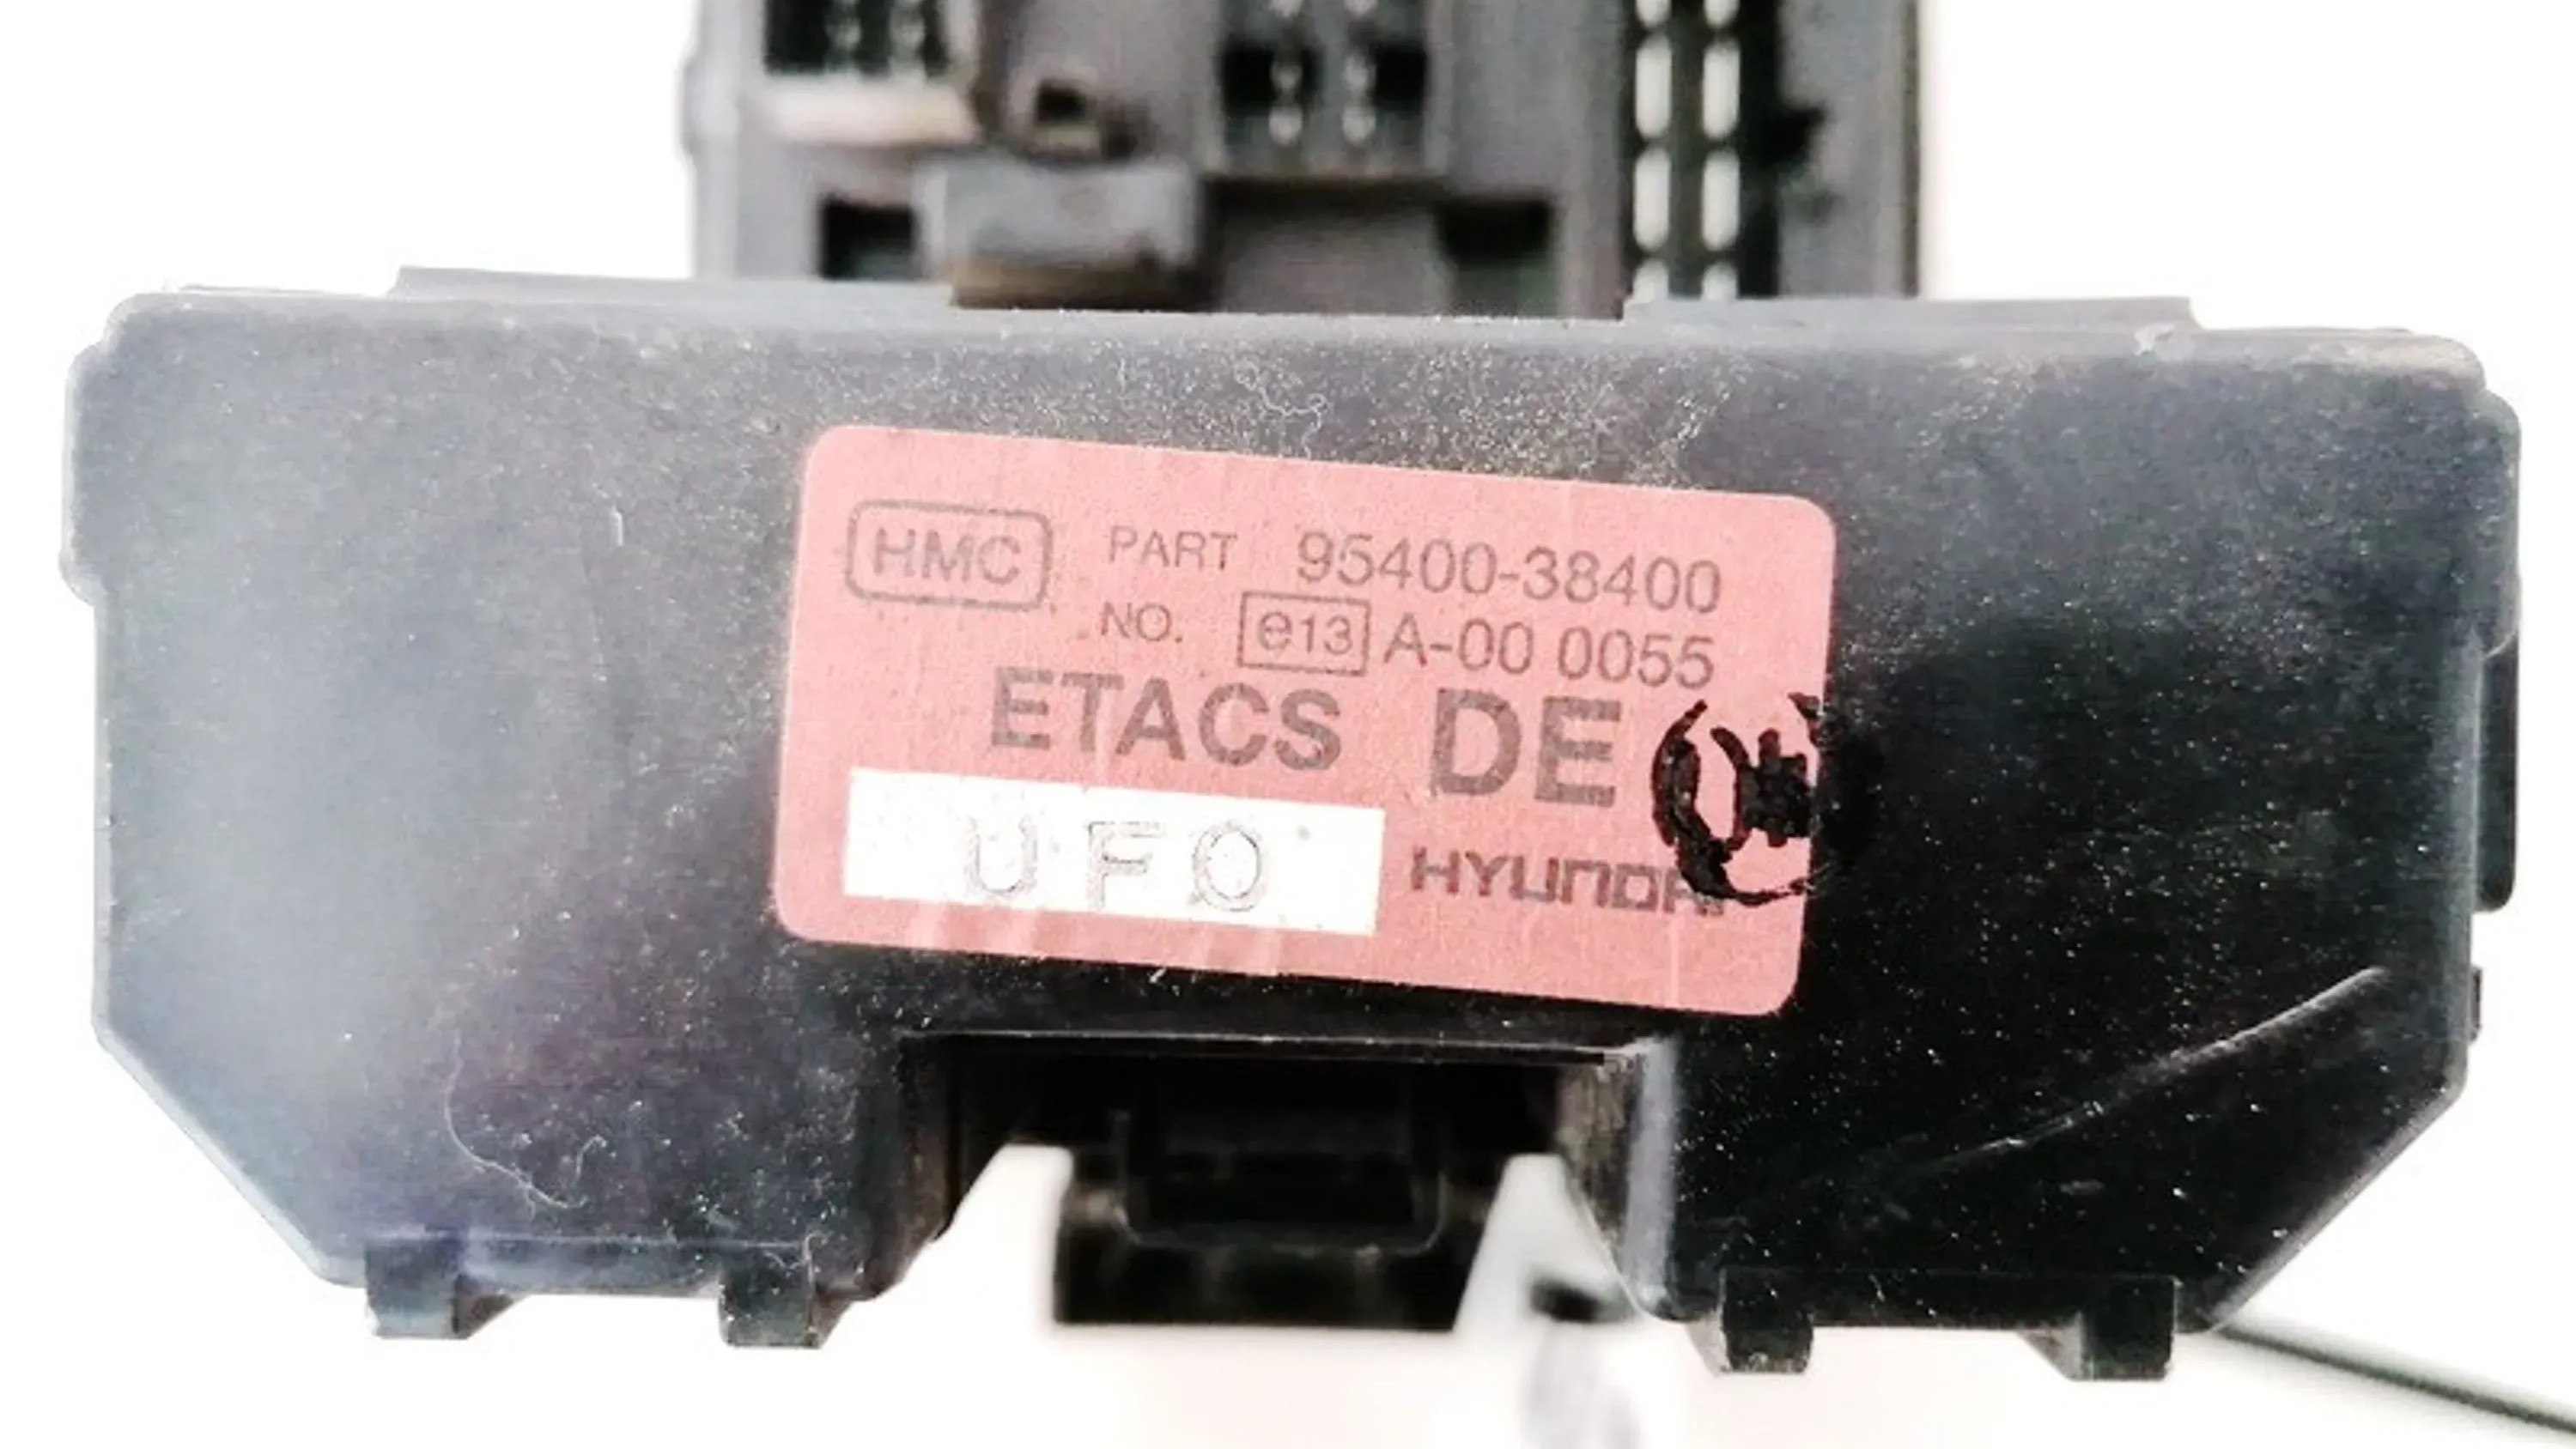 HMC PART 95400-38400
NO. e13 A-00 0055
ETACS DE
UFO HYUNDAI